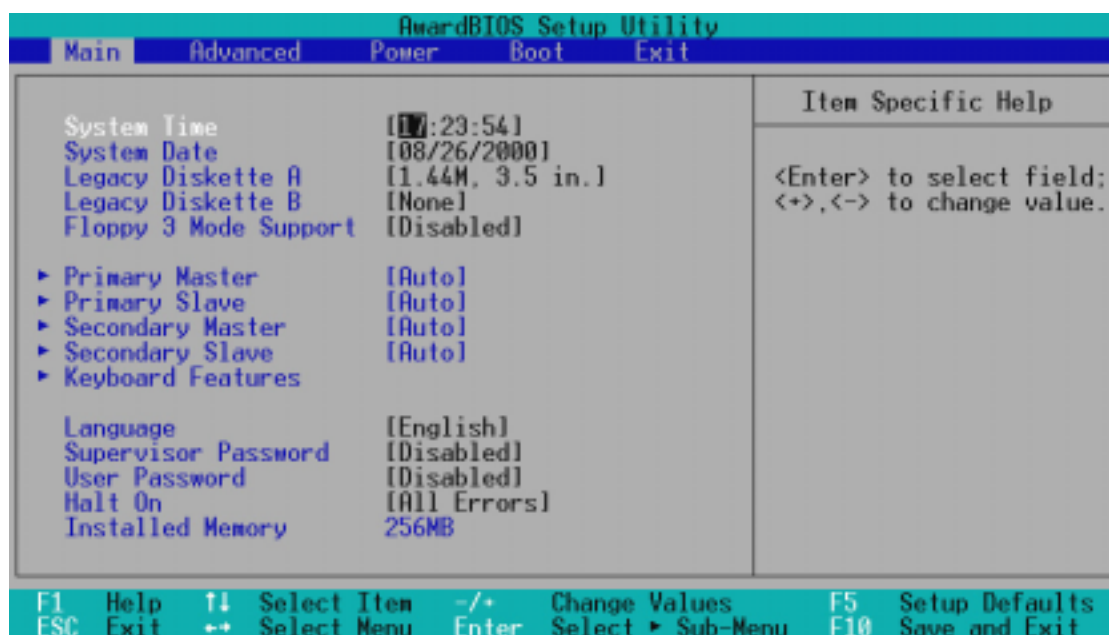 AwardBIOS Setup Utility
Main Advanced Power Boot Exit
Item Specific Help
System Time [17:23:54]
System Date [08/26/2000]
Legacy Diskette A [1.44M, 3.5 in.]
Legacy Diskette B [None]
Floppy 3 Mode Support [Disabled]
<Enter> to select field;
<+>,<-> to change value.
► Primary Master [Auto]
► Primary Slave [Auto]
► Secondary Master [Auto]
► Secondary Slave [Auto]
► Keyboard Features
Language [English]
Supervisor Password [Disabled]
User Password [Disabled]
Halt On [All Errors]
Installed Memory 256MB
F1 Help ↑↓ Select Item -/+ Change Values F5 Setup Defaults
ESC Exit ←→ Select Menu Enter Select ► Sub-Menu F10 Save and Exit